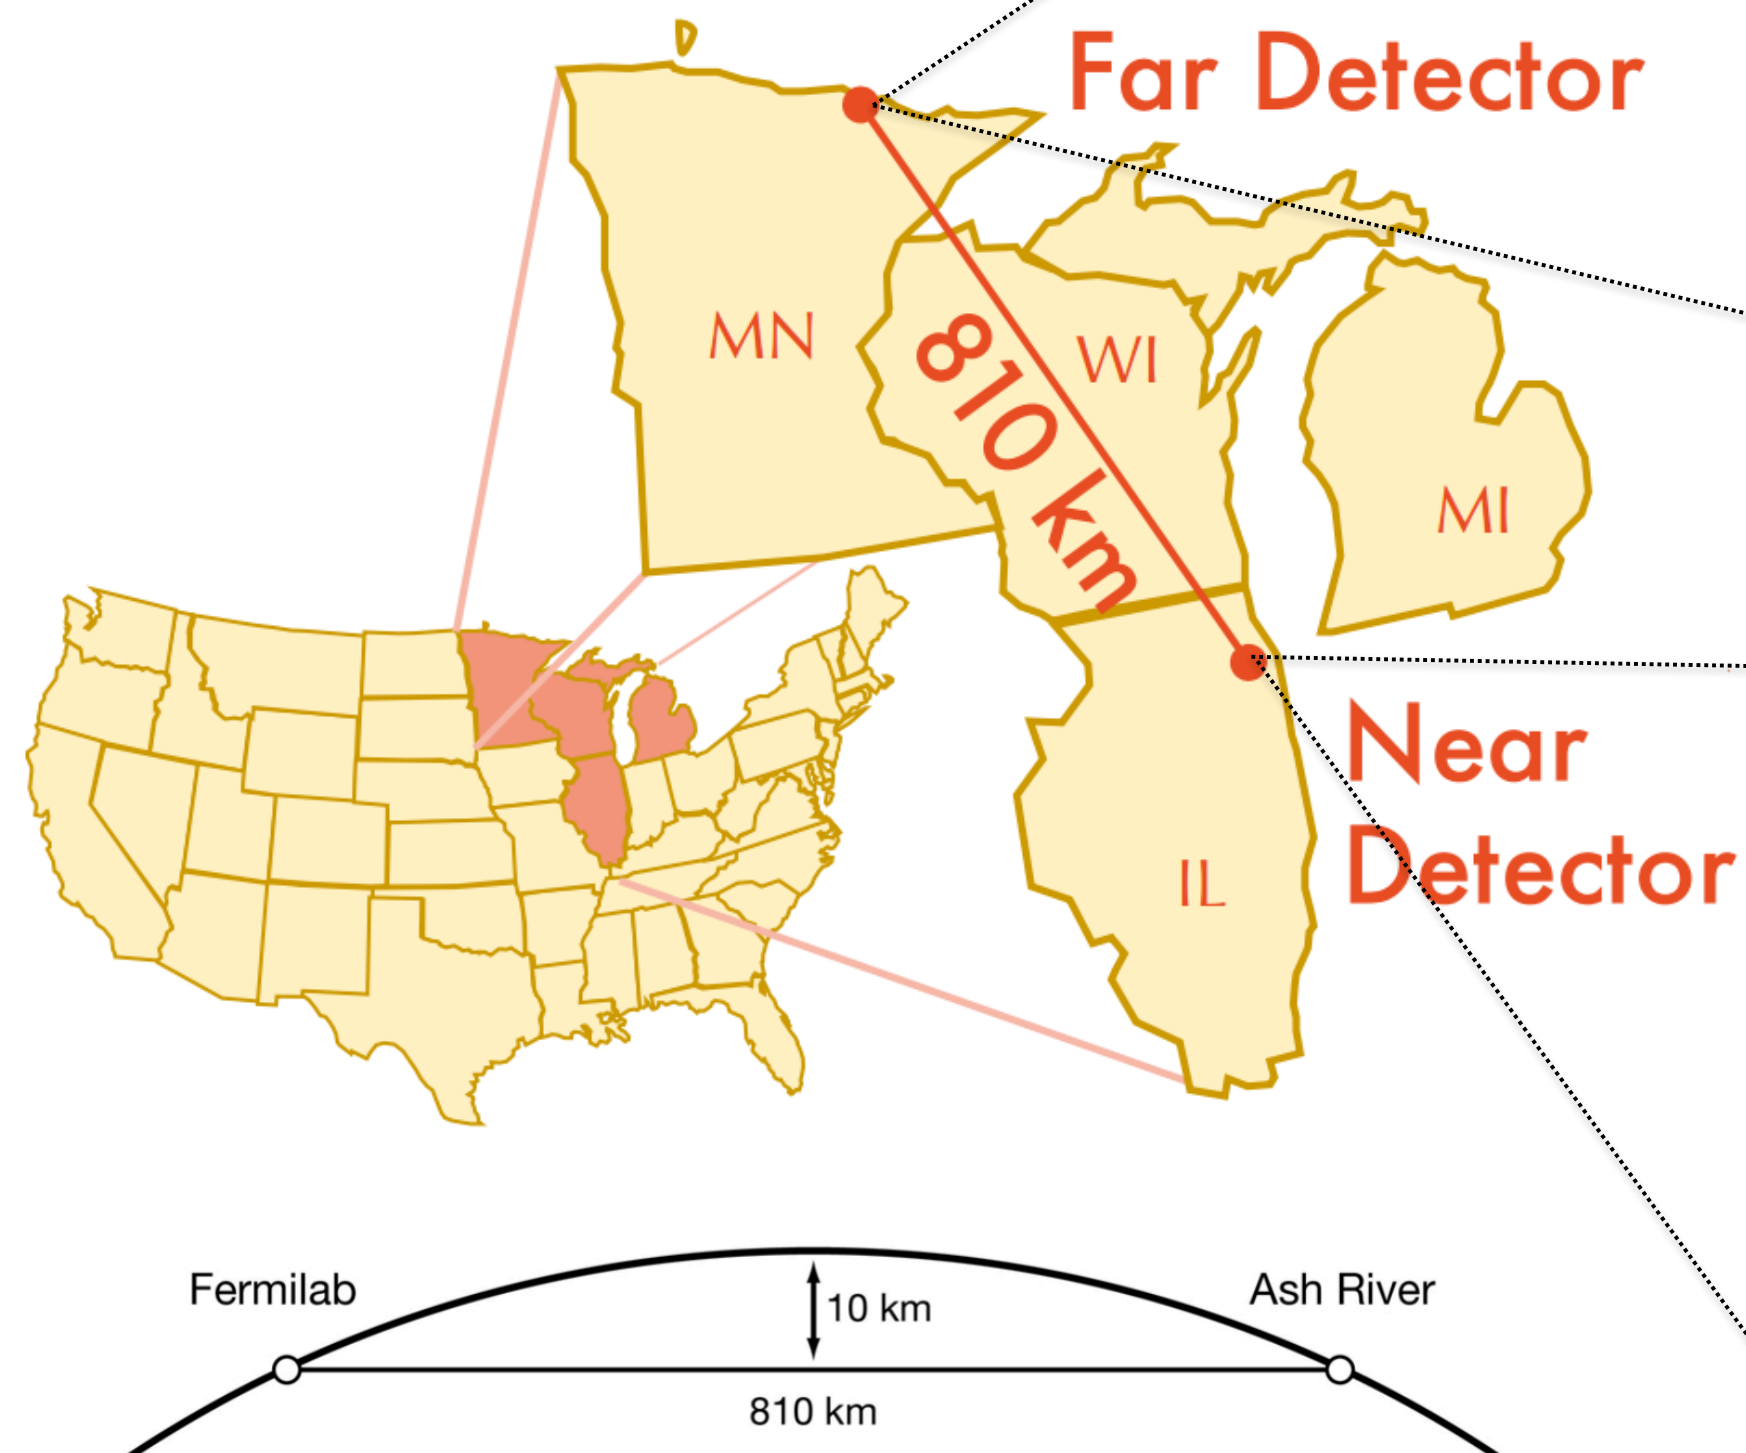 Far Detector
MN
WI
810 km
MI
Near
Detector
IL
Fermilab
Ash River
10 km
810 km